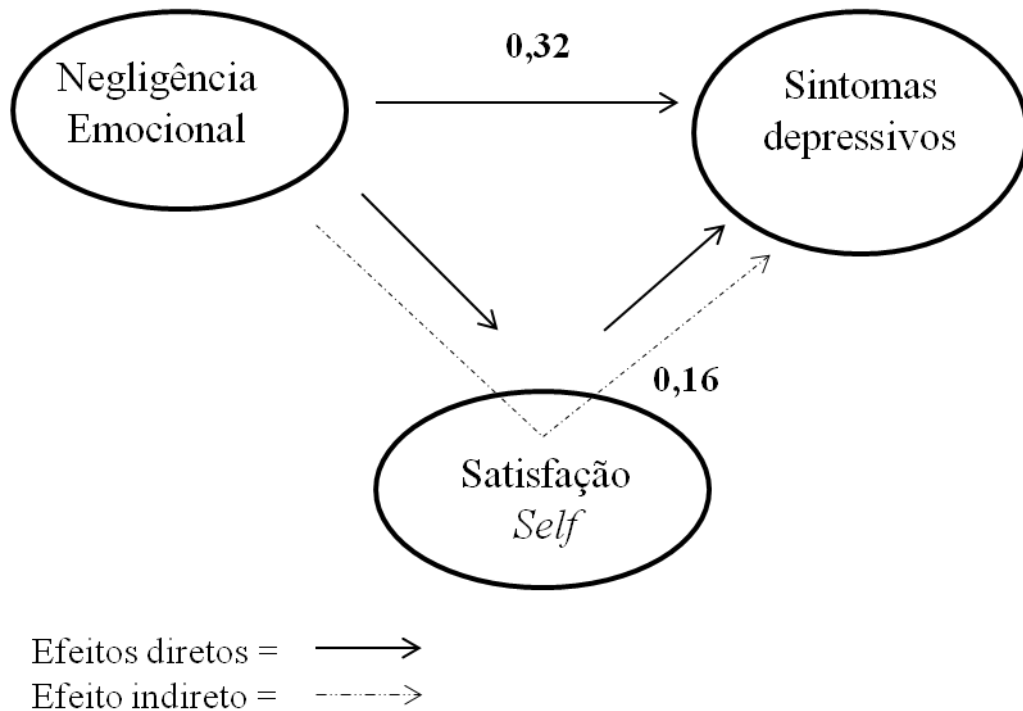 0,32
Negligência
Emocional
Sintomas
depressivos
0,16
Satisfação
Self
Efeitos diretos =
Efeito indireto =